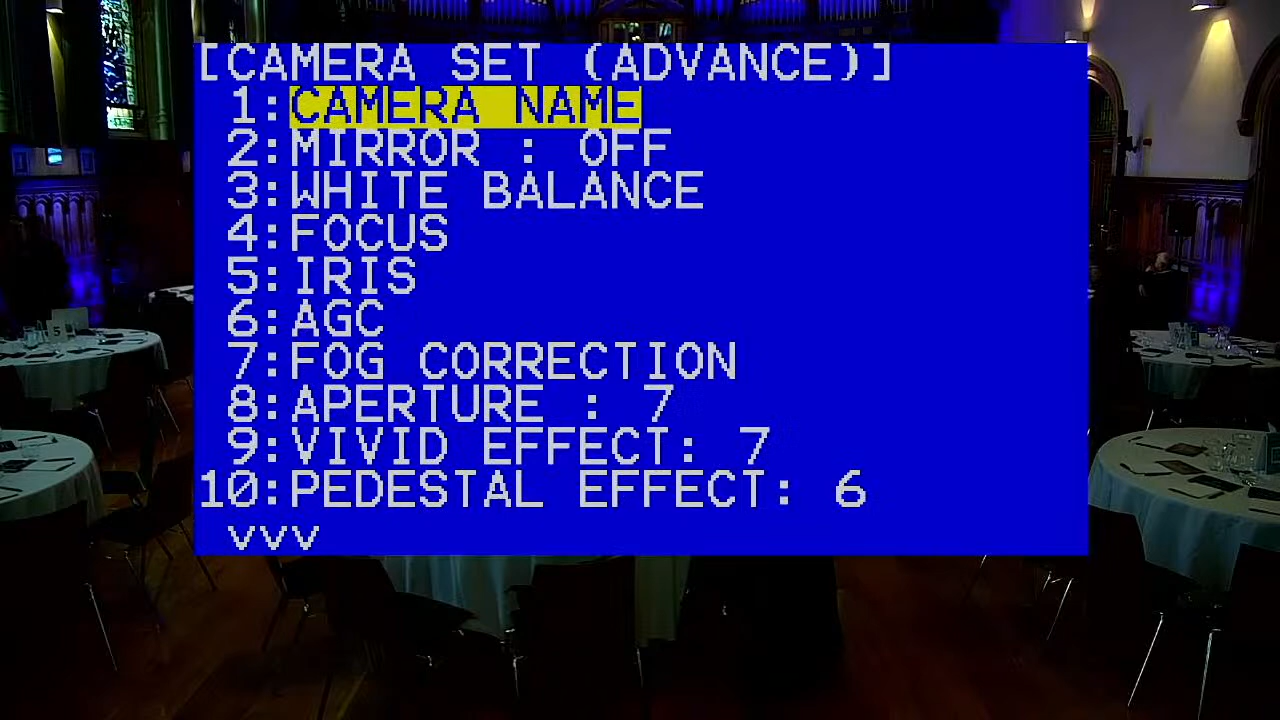 [CAMERA SET (ADVANCE)]
1:CAMERA NAME
2:MIRROR : OFF
3:WHITE BALANCE
4:FOCUS
5:IRIS
6:AGC
7:FOG CORRECTION
8:APERTURE : 7
9:VIVID EFFECT: 7
10:PEDESTAL EFFECT: 6
vvv
5